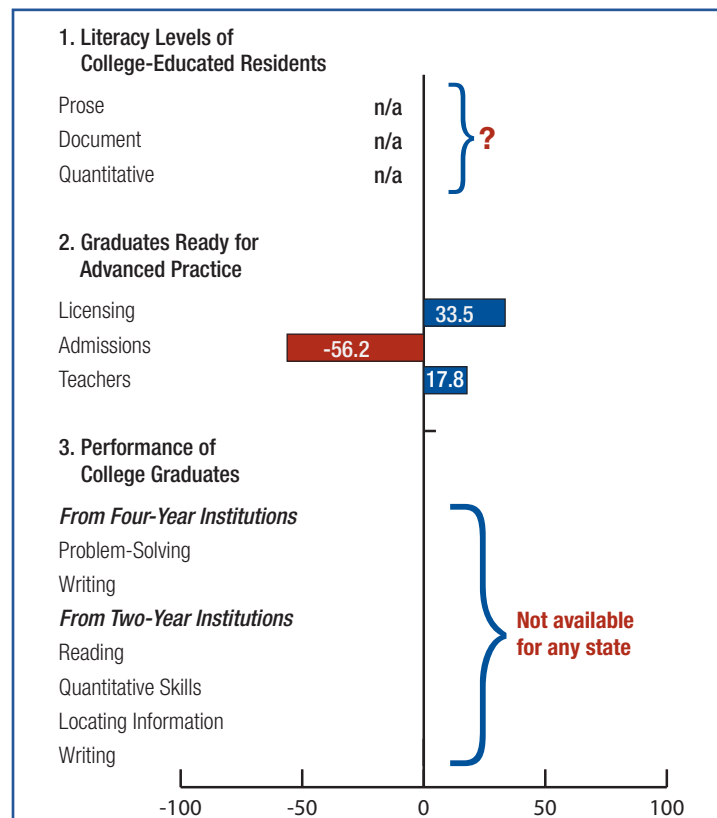 1. Literacy Levels of
College-Educated Residents
Prose n/a
Document n/a
?
Quantitative n/a
2. Graduates Ready for
Advanced Practice
Licensing 33.5
Admissions -56.2
Teachers 17.8
3. Performance of
College Graduates
From Four-Year Institutions
Problem-Solving
Writing
From Two-Year Institutions
Not available
for any state
Reading
Quantitative Skills
Locating Information
Writing
-100 -50 0 50 100